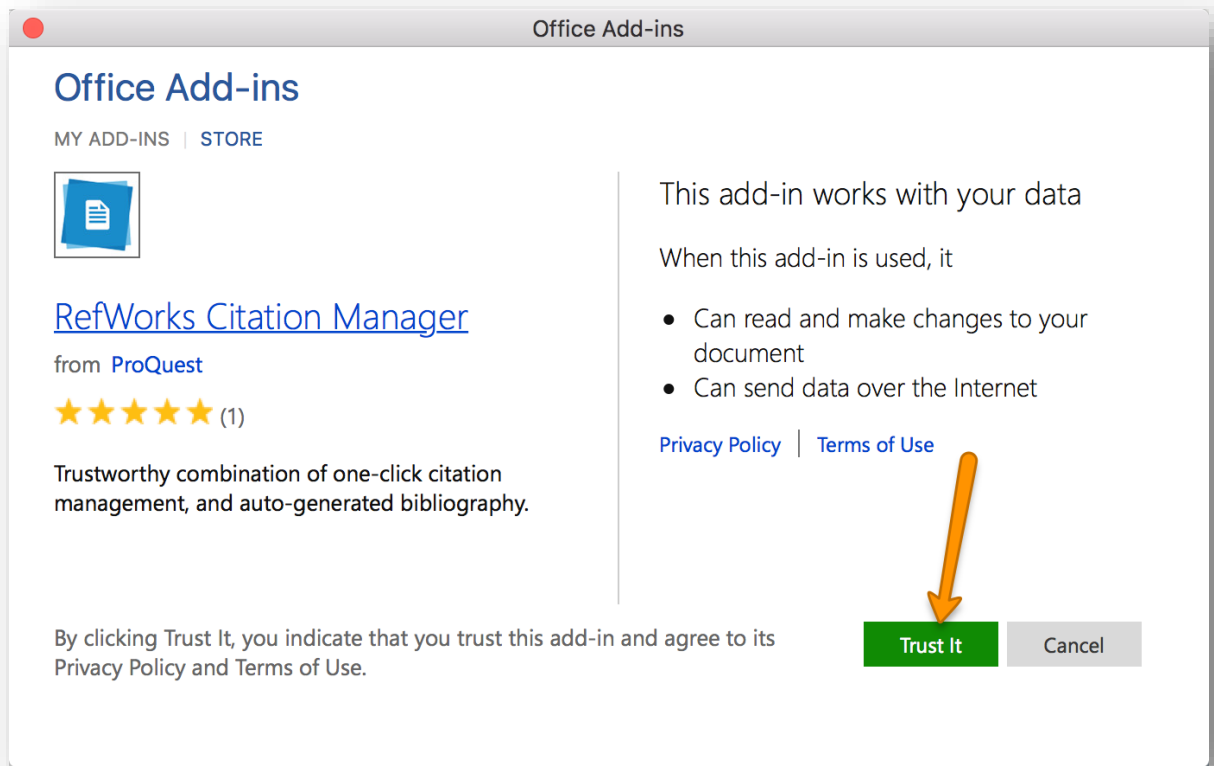 Office Add-ins
Office Add-ins
MY ADD-INS | STORE
RefWorks Citation Manager
from ProQuest
(1)
Trustworthy combination of one-click citation
management, and auto-generated bibliography.
This add-in works with your data
When this add-in is used, it
• Can read and make changes to your
document
• Can send data over the Internet
Privacy Policy | Terms of Use
By clicking Trust It, you indicate that you trust this add-in and agree to its
Privacy Policy and Terms of Use.
Trust It
Cancel